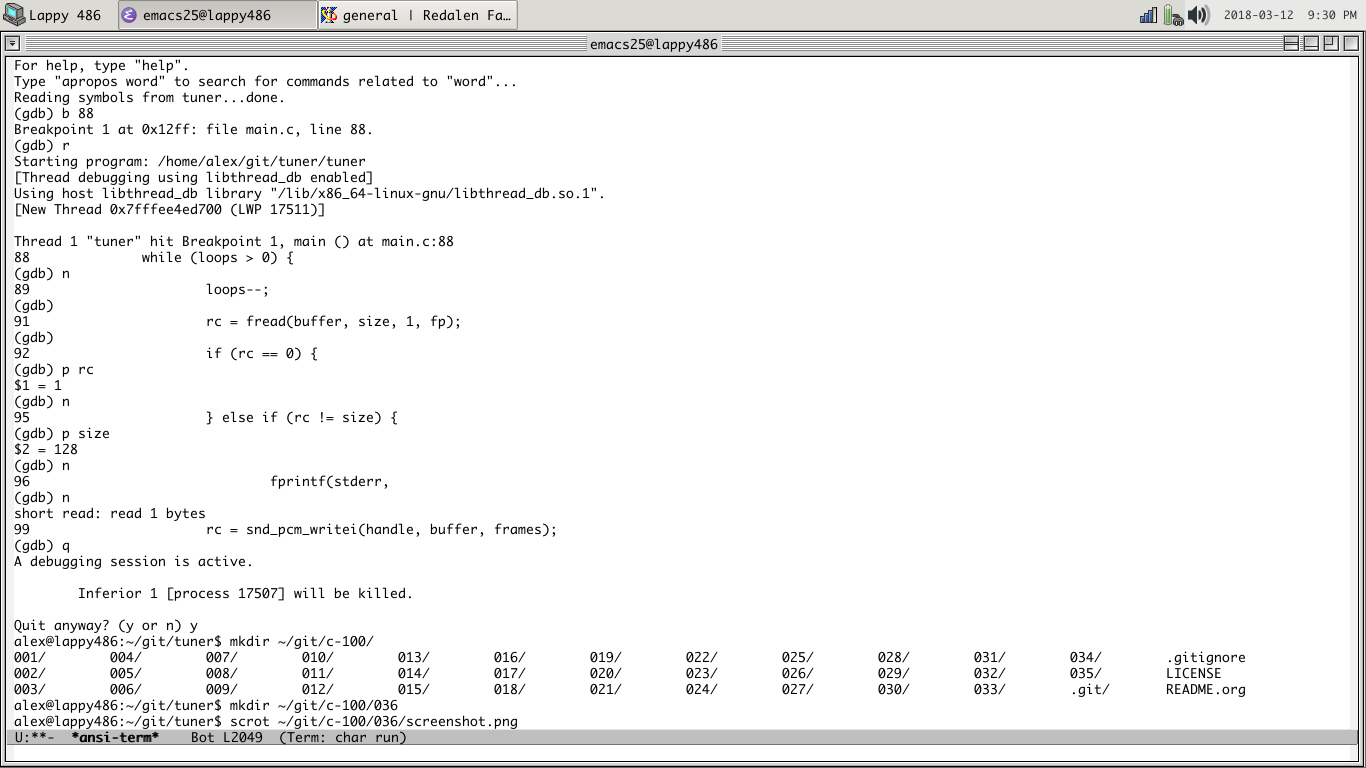 Lappy 486 emacs25@lappy486 general | Redalen Fa… 2018-03-12 9:30 PM
emacs25@lappy486
For help, type "help".
Type "apropos word" to search for commands related to "word"...
Reading symbols from tuner...done.
(gdb) b 88
Breakpoint 1 at 0x12ff: file main.c, line 88.
(gdb) r
Starting program: /home/alex/git/tuner/tuner
[Thread debugging using libthread_db enabled]
Using host libthread_db library "/lib/x86_64-linux-gnu/libthread_db.so.1".
[New Thread 0x7fffee4ed700 (LWP 17511)]

Thread 1 "tuner" hit Breakpoint 1, main () at main.c:88
88              while (loops > 0) {
(gdb) n
89                      loops--;
(gdb)
91                      rc = fread(buffer, size, 1, fp);
(gdb)
92                      if (rc == 0) {
(gdb) p rc
$1 = 1
(gdb) n
95                      } else if (rc != size) {
(gdb) p size
$2 = 128
(gdb) n
96                              fprintf(stderr,
(gdb) n
short read: read 1 bytes
99                      rc = snd_pcm_writei(handle, buffer, frames);
(gdb) q
A debugging session is active.

        Inferior 1 [process 17507] will be killed.

Quit anyway? (y or n) y
alex@lappy486:~/git/tuner$ mkdir ~/git/c-100/
001/        004/        007/        010/        013/        016/        019/        022/        025/        028/        031/        034/        .gitignore
002/        005/        008/        011/        014/        017/        020/        023/        026/        029/        032/        035/        LICENSE
003/        006/        009/        012/        015/        018/        021/        024/        027/        030/        033/        .git/       README.org
alex@lappy486:~/git/tuner$ mkdir ~/git/c-100/036
alex@lappy486:~/git/tuner$ scrot ~/git/c-100/036/screenshot.png
U:**-  *ansi-term*    Bot L2049  (Term: char run)